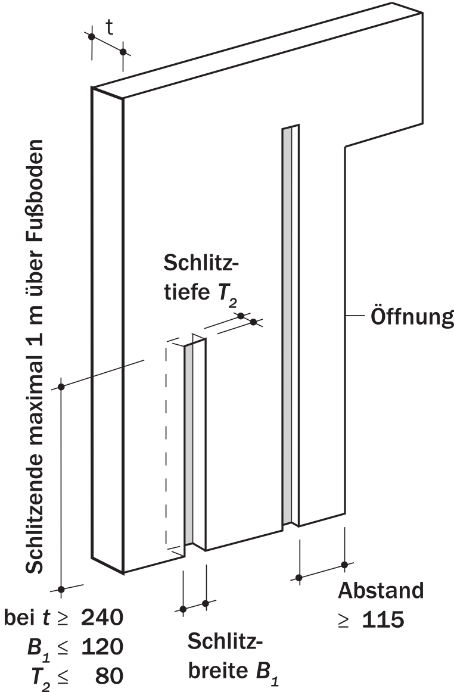 t
Schlitzende maximal 1 m über Fußboden
Schlitz-
tiefe T₂
Öffnung
bei t ≥ 240
B₁ ≤ 120
T₂ ≤ 80
Schlitz-
breite B₁
Abstand
≥ 115